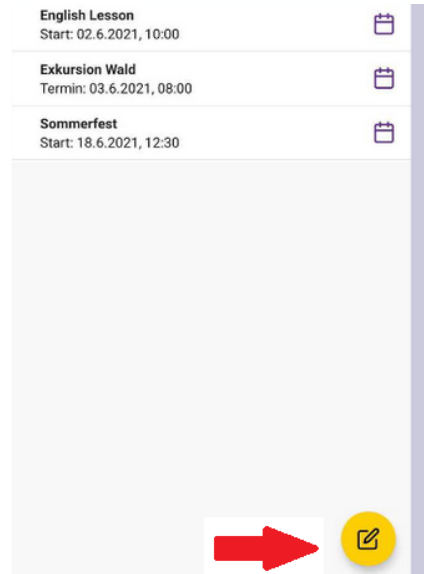 English Lesson
Start: 02.6.2021, 10:00
Exkursion Wald
Termin: 03.6.2021, 08:00
Sommerfest
Start: 18.6.2021, 12:30